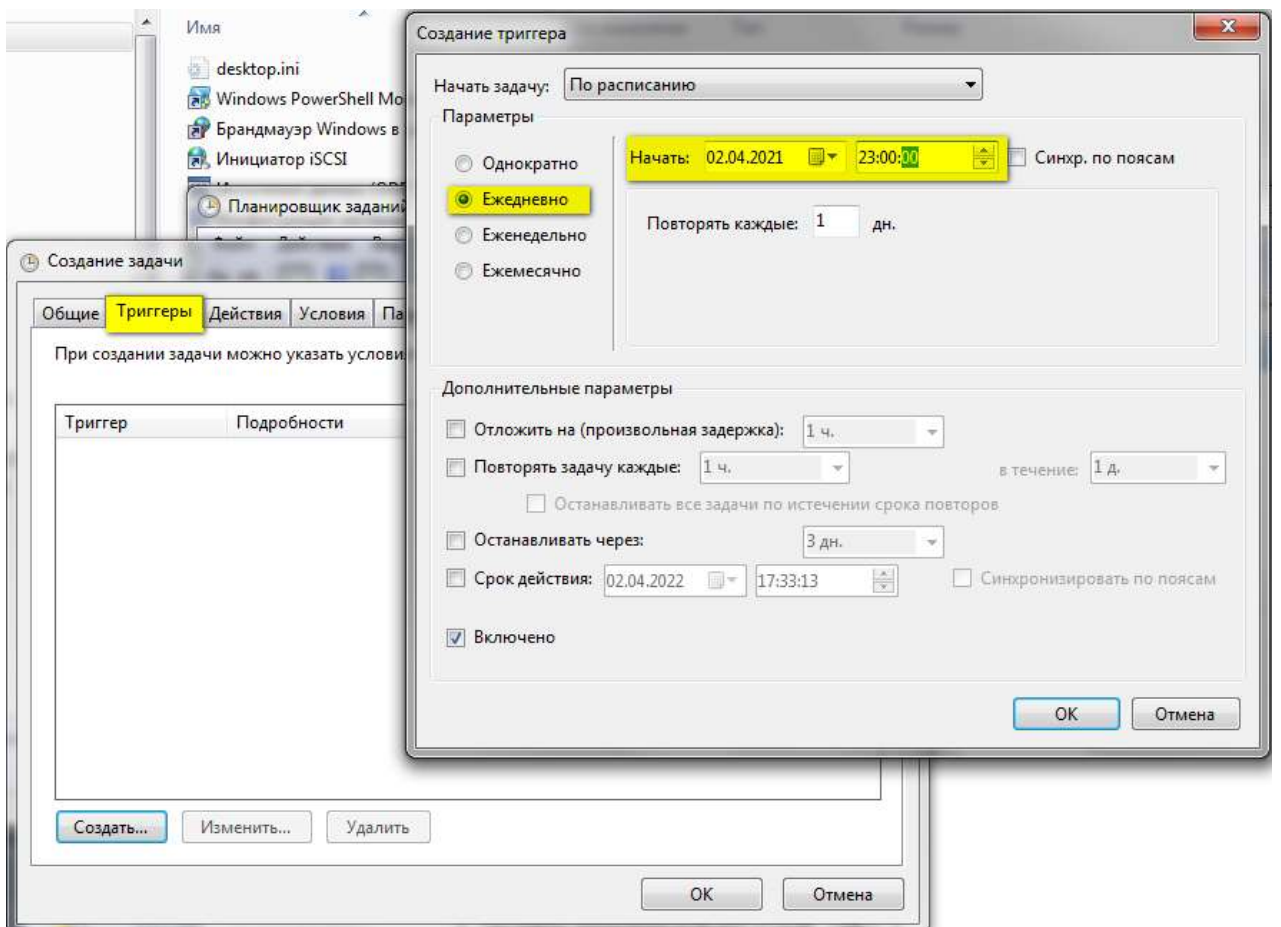 Имя
desktop.ini
Windows PowerShell Mo
Брандмауэр Windows в
Инициатор iSCSI
Планировщик заданий
Создание задачи
Общие Триггеры Действия Условия Па
При создании задачи можно указать услови
Триггер Подробности
Создать... Изменить... Удалить
OK Отмена
Создание триггера
Начать задачу: По расписанию
Параметры
Однократно
Ежедневно
Еженедельно
Ежемесячно
Начать: 02.04.2021 23:00:00 Синхр. по поясам
Повторять каждые: 1 дн.
Дополнительные параметры
Отложить на (произвольная задержка): 1 ч.
Повторять задачу каждые: 1 ч. в течение: 1 д.
Останавливать все задачи по истечении срока повторов
Останавливать через: 3 дн.
Срок действия: 02.04.2022 17:33:13 Синхронизировать по поясам
Включено
OK Отмена